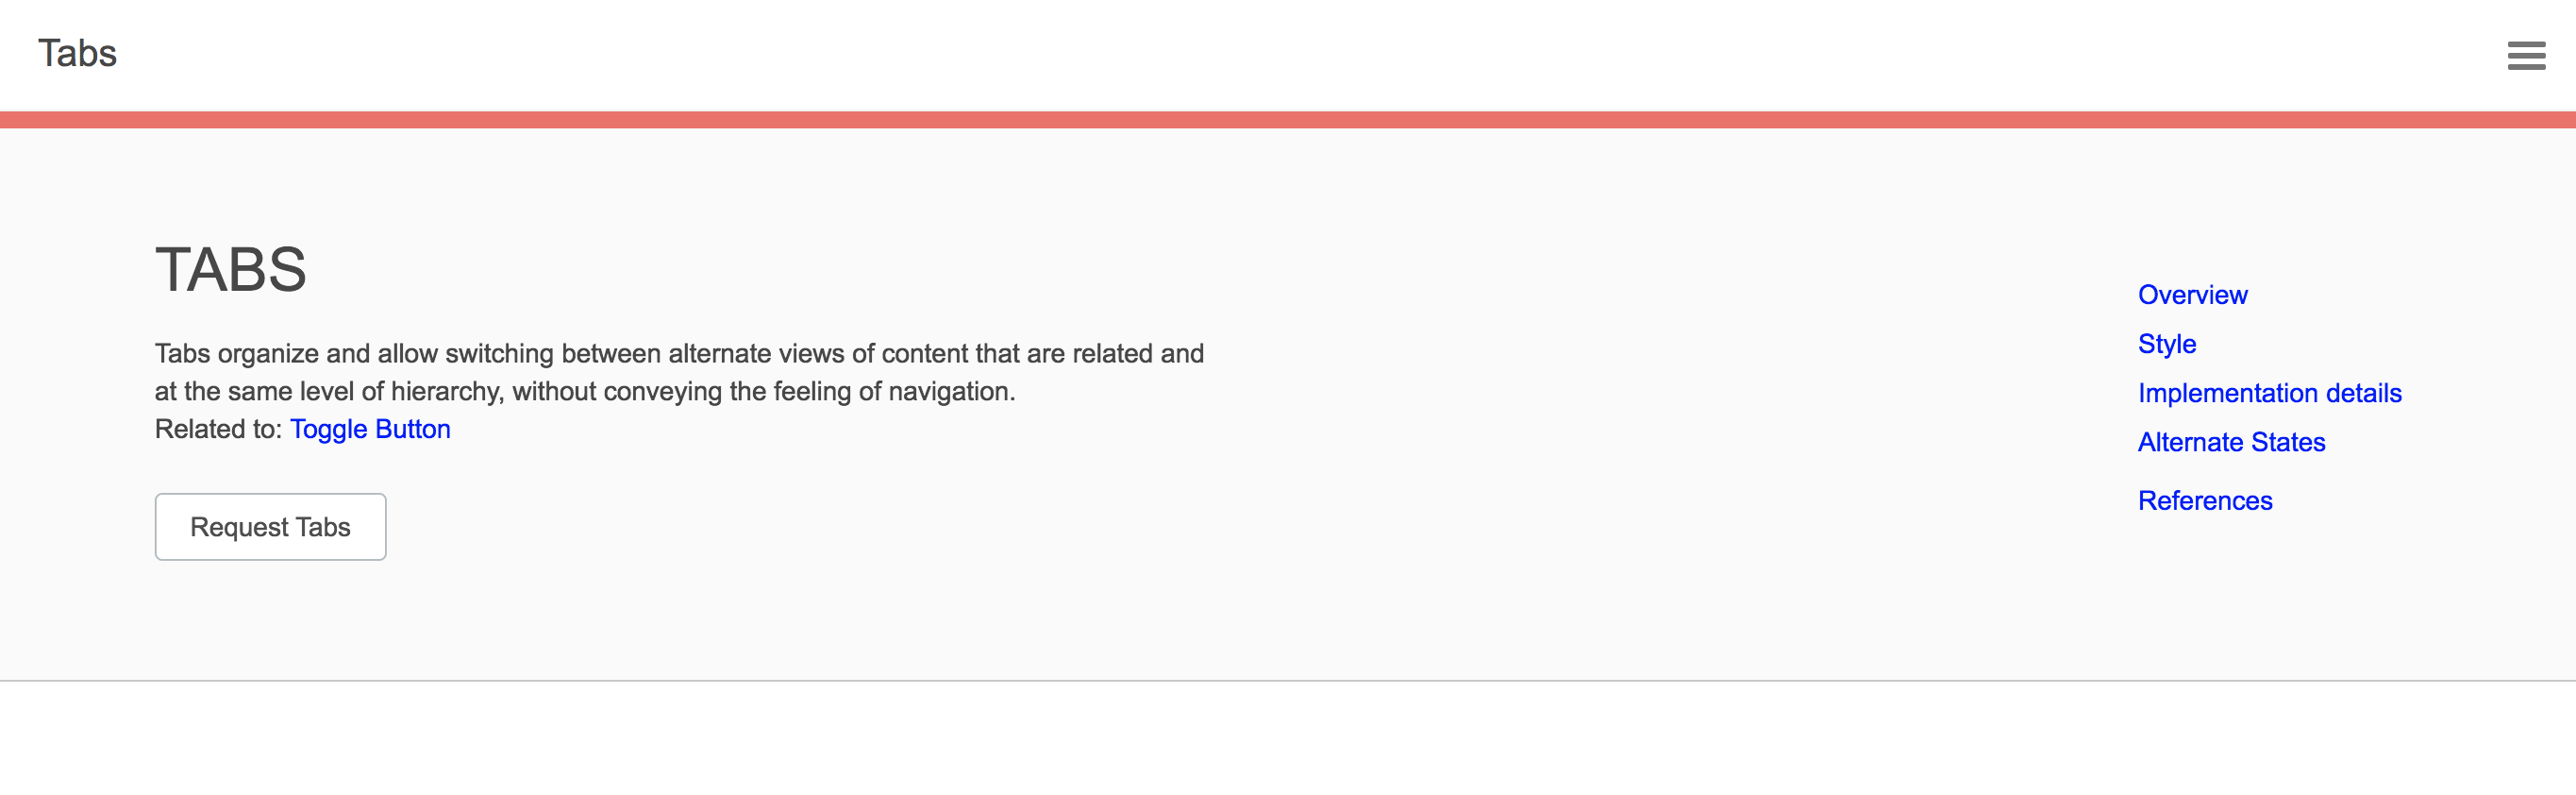 Tabs
TABS
Tabs organize and allow switching between alternate views of content that are related and
at the same level of hierarchy, without conveying the feeling of navigation.
Related to: Toggle Button
Request Tabs
Overview
Style
Implementation details
Alternate States
References